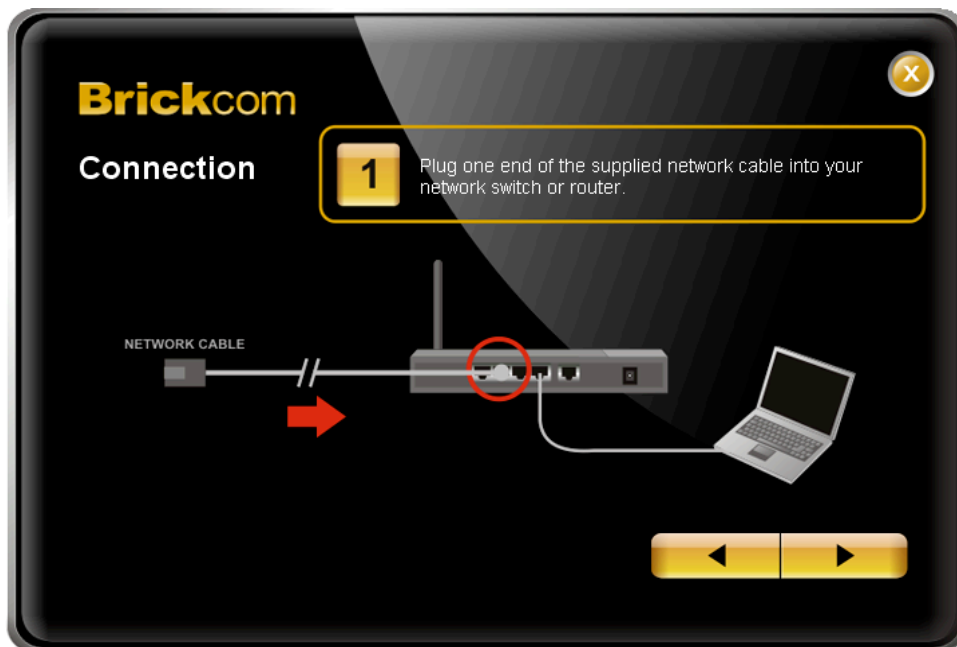 X
Brickcom
Connection
1
Plug one end of the supplied network cable into your
network switch or router.
NETWORK CABLE